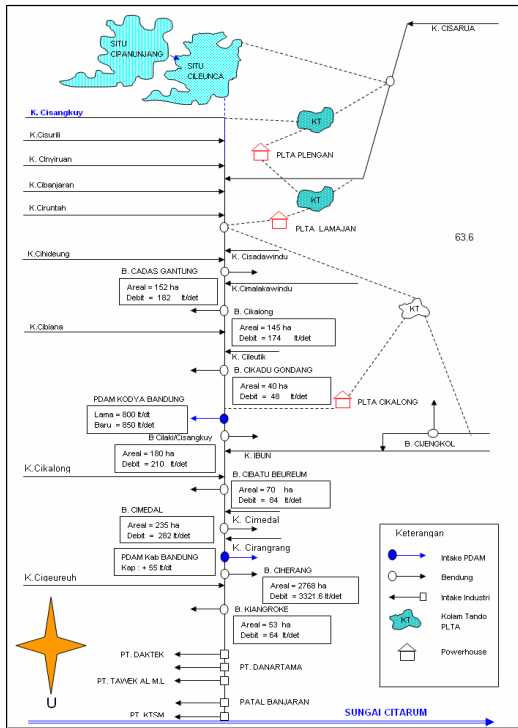 K. CISARUA
SITU
CIPANUNJANG
SITU
CILEUNCA
K. Cisangkuy
KT
K.Cisurili
PLTA PLENGAN
K.CInyiruan
K.Cibanjaran
KT
K.Ciruntah
PLTA LAMAJAN
63.6
K.Cihideung
K. Cisadawindu
B. CADAS GANTUNG
Areal = 152 ha
Debit = 182 lt/det
K.Cimalakawindu
KT
B. Cikalong
Areal = 145 ha
Debit = 174 lt/det
K.Cibiana
K. Cileutik
B. CIKADU GONDANG
Areal = 40 ha
Debit = 48 lt/det
PLTA CIKALONG
PDAM KODYA BANDUNG
Lama = 800 lt/dt
Baru = 850 lt/det
B Cilaki/Cisangkuy
Areal = 180 ha
Debit = 210 lt/det
B. CIJENGKOL
K. IBUN
K.Cikalong
B. CIBATU BEUREUM
Areal = 70 ha
Debit = 84 lt/det
B. CIMEDAL
Areal = 235 ha
Debit = 282 lt/det
K. Cimedal
K. Cirangrang
PDAM Kab BANDUNG
Kap : + 55 lt/dt
B. CIHERANG
Areal = 2768 ha
Debit = 3321.6 lt/det
K. Cigeureuh
B. KIANGROKE
Areal = 53 ha
Debit = 64 lt/det
Keterangan
Intake PDAM
Bendung
Intake Industri
KT
Kolam Tando
PLTA
Powerhouse
U
PT. DAKTEK
PT. DANARTAMA
PT. TAWEK AL M.L
PATAL BANJARAN
PT. KTSM
SUNGAI CITARUM